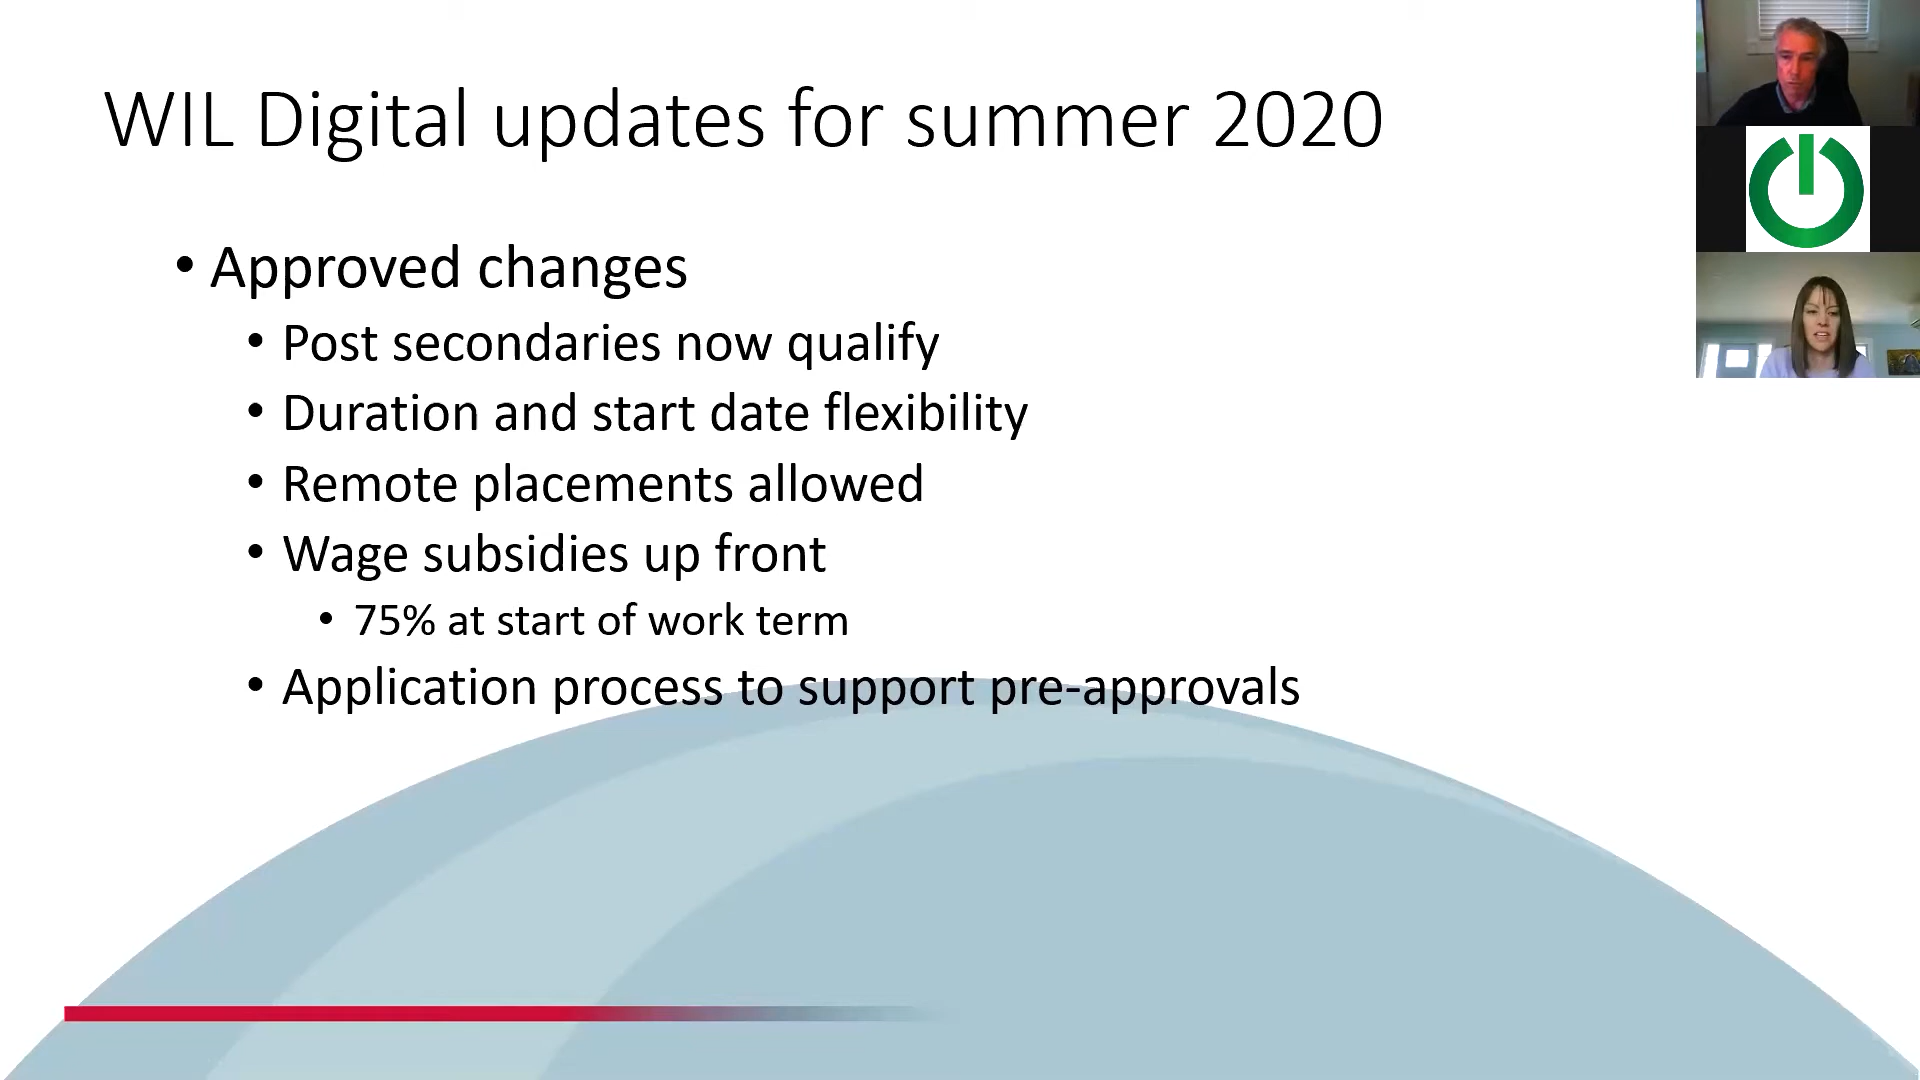 WIL Digital updates for summer 2020
• Approved changes
• Post secondaries now qualify
• Duration and start date flexibility
• Remote placements allowed
• Wage subsidies up front
• 75% at start of work term
• Application process to support pre-approvals